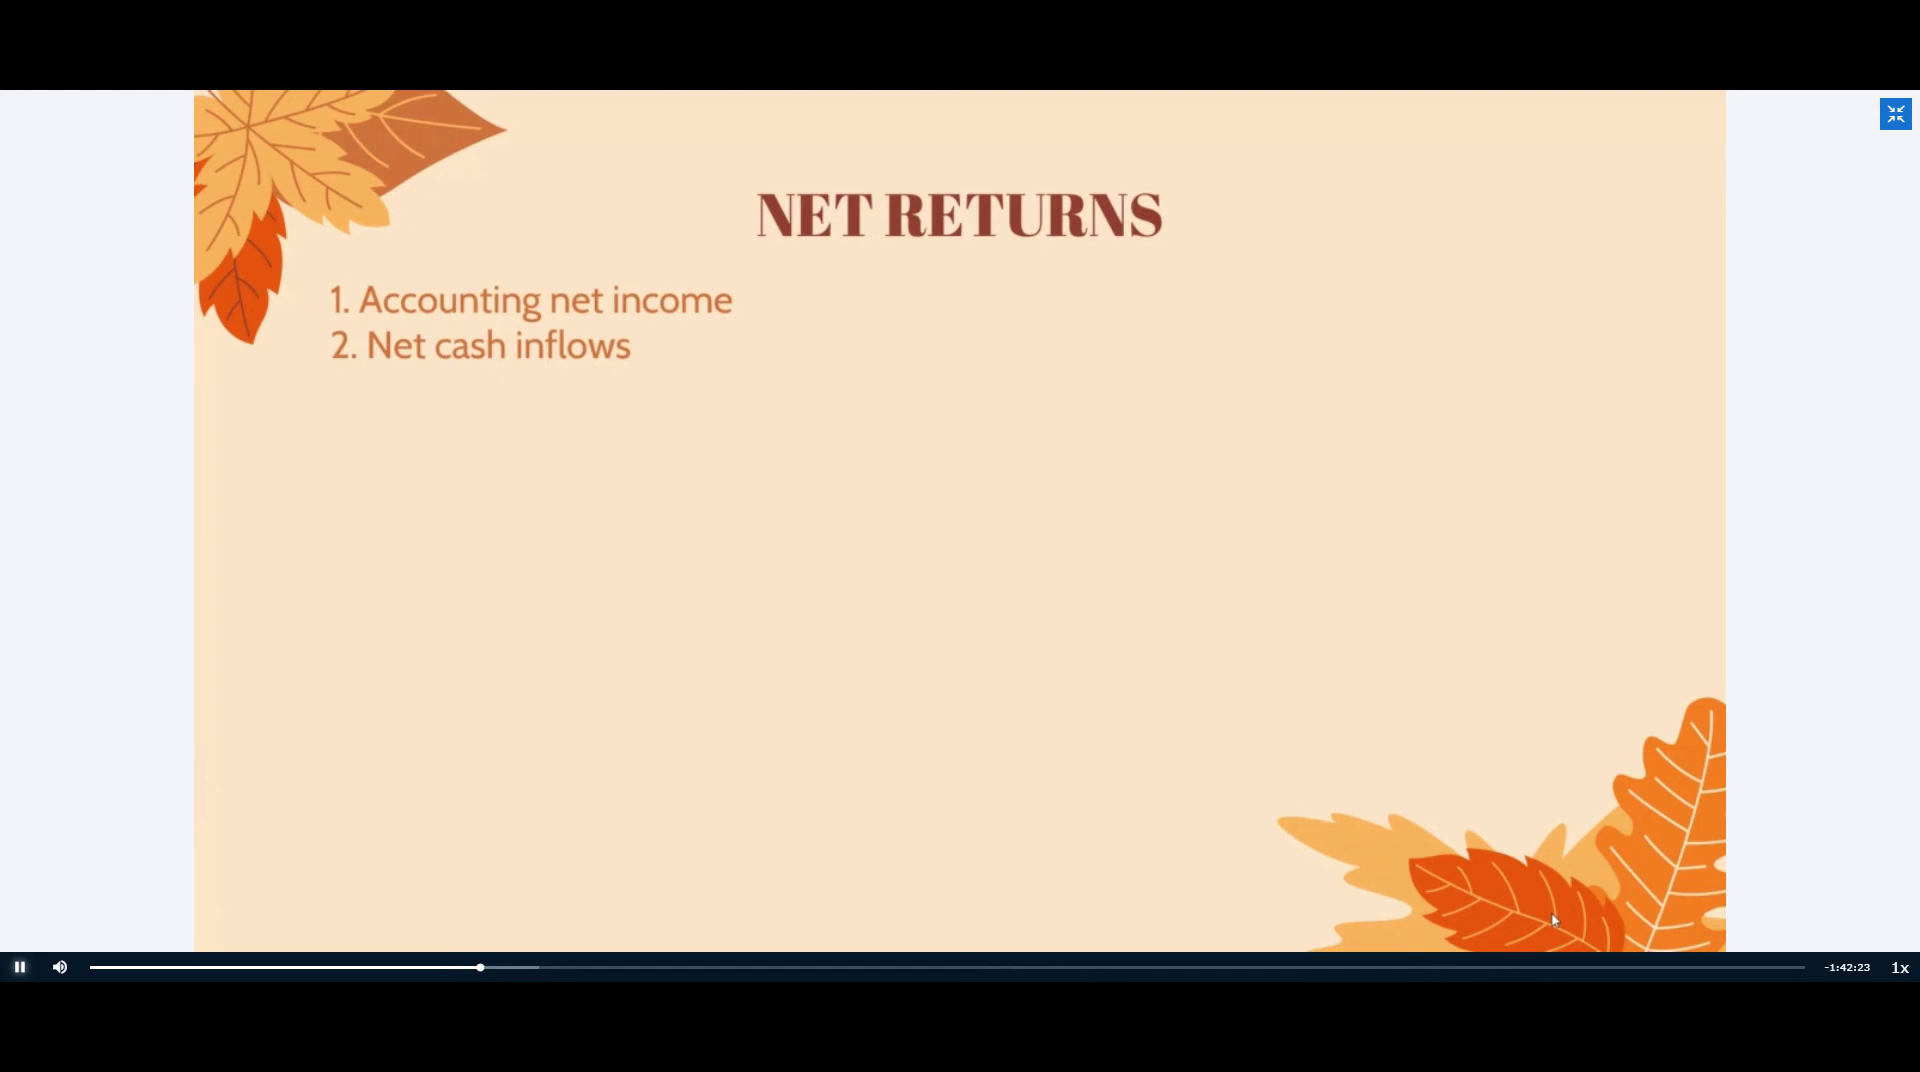 NET RETURNS
1. Accounting net income
2. Net cash inflows
-1:42:23
1x